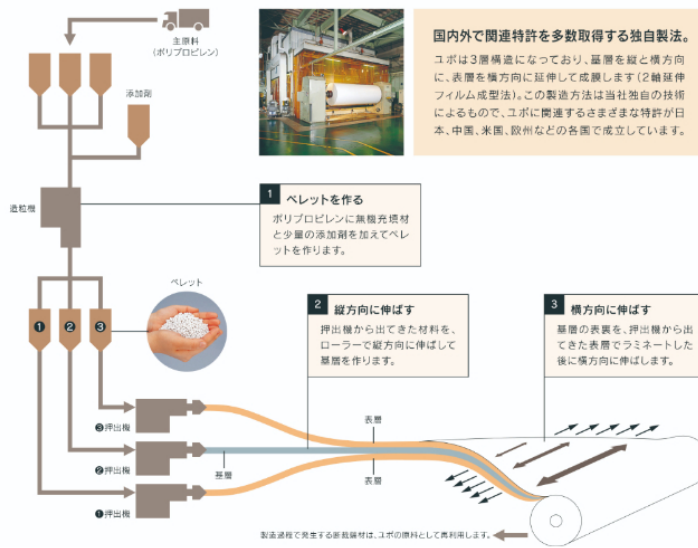 主原料
(ポリプロピレン)
添加剤
国内外で関連特許を多数取得する独自製法。
ユポは3層構造になっており、基層を縦と横方向
に、表層を横方向に延伸して成膜します(2軸延伸
フィルム成型法)。この製造方法は当社独自の技術
によるもので、ユポに関連するさまざまな特許が日
本、中国、米国、欧州などの各国で成立しています。
造粒機
1 ペレットを作る
ポリプロピレンに無機充填材
と少量の添加剤を加えてペレ
ットを作ります。
ペレット
❶ ❷ ❸
2 縦方向に伸ばす
押出機から出てきた材料を、
ローラーで縦方向に伸ばして
基層を作ります。
3 横方向に伸ばす
基層の表裏を、押出機から出
てきた表層でラミネートした
後に横方向に伸ばします。
❸押出機
表層
❷押出機
基層
表層
❶押出機
製造過程で発生する断裁端材は、ユポの原料として再利用します。